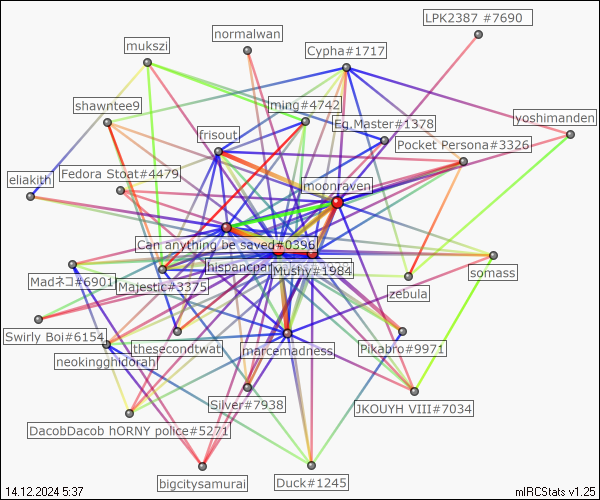 LPK2387 #7690
normalwan
mukszi
Cypha#1717
shawntee9
ming#4742
Eg.Master#1378
yoshimanden
frisout
Pocket Persona#3326
Fedora Stoat#4479
eliakith
moonraven
Can anything be saved#0396
Mushy#1984
Madネコ#6901
Majestic#3375
somass
zebula
Swirly Boi#6154
neokingghidorah
thesecondtwat
marcemadness
Pikabro#9971
Silver#7938
JKOUYH VIII#7034
DacobDacob hORNY police#5271
bigcitysamurai
Duck#1245
14.12.2024 5:37
mIRCStats v1.25